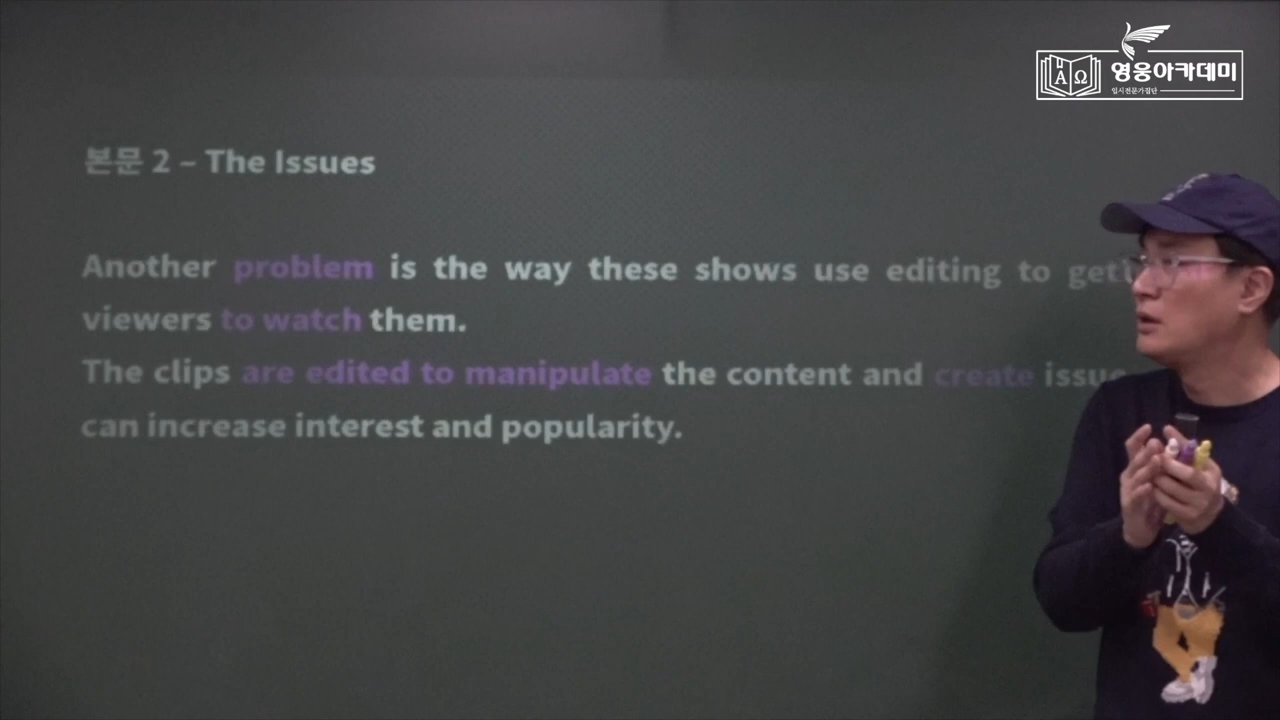 영웅아카데미
입시전문가집단
A Ω
본문 2 – The Issues
Another problem is the way these shows use editing to get
viewers to watch them.
The clips are edited to manipulate the content and create
can increase interest and popularity.